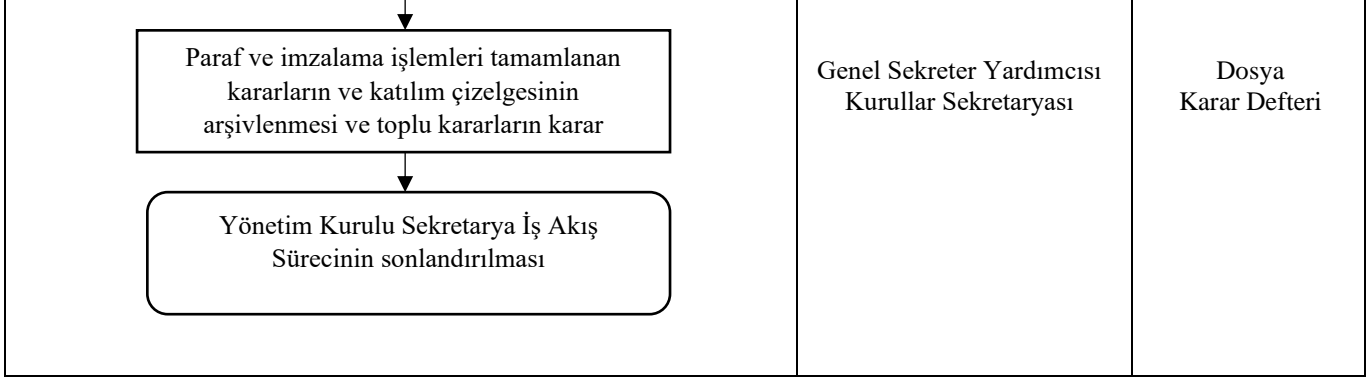 Paraf ve imzalama işlemleri tamamlanan
kararların ve katılım çizelgesinin
arşivlenmesi ve toplu kararların karar
Genel Sekreter Yardımcısı
Kurullar Sekretaryası
Dosya
Karar Defteri
Yönetim Kurulu Sekretarya İş Akış
Sürecinin sonlandırılması